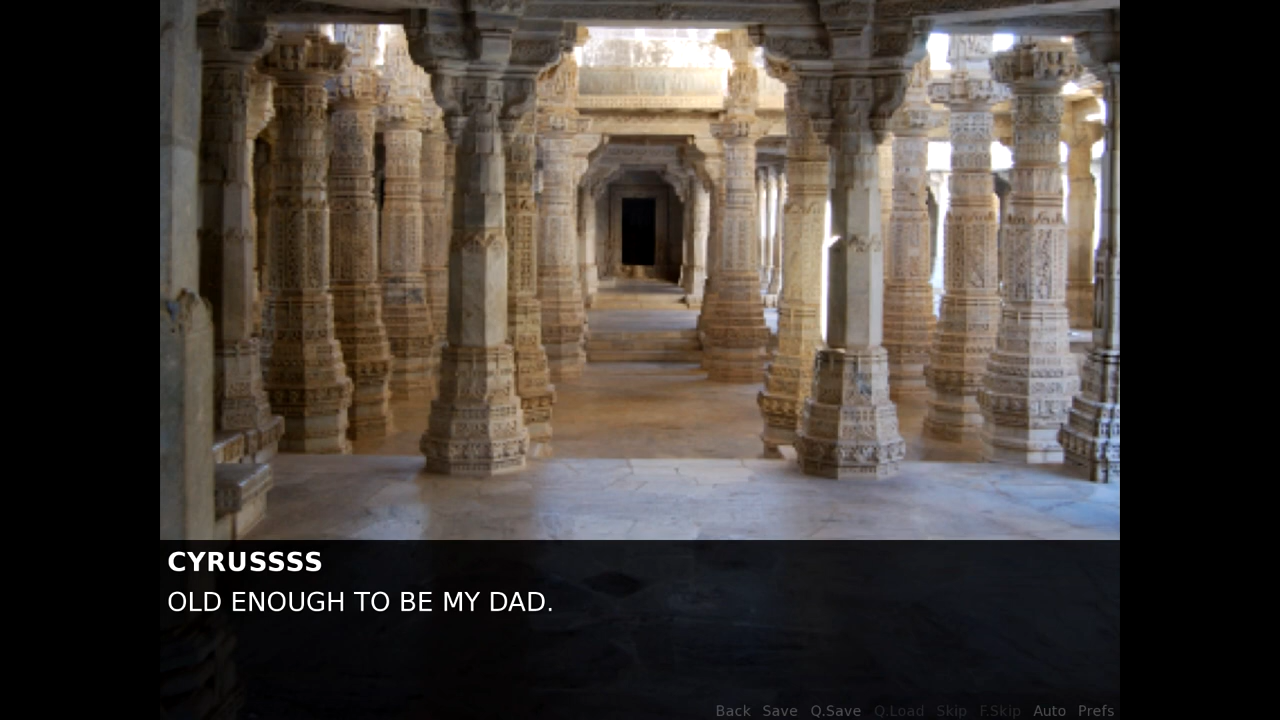 CYRUSSSS
OLD ENOUGH TO BE MY DAD.
Back Save Q.Save Q.Load Skip F.Skip Auto Prefs